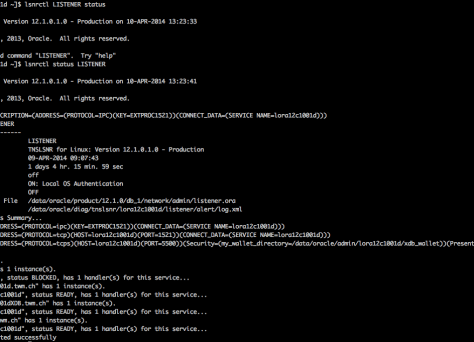 1d ~]$ lsnrctl LISTENER status
Version 12.1.0.1.0 - Production on 10-APR-2014 13:23:33
, 2013, Oracle.  All rights reserved.
d command "LISTENER".  Try "help"
1d ~]$ lsnrctl status LISTENER
Version 12.1.0.1.0 - Production on 10-APR-2014 13:23:41
, 2013, Oracle.  All rights reserved.
CRIPTION=(ADDRESS=(PROTOCOL=IPC)(KEY=EXTPROC1521))(CONNECT_DATA=(SERVICE NAME=lora12c1001d)))
ENER
------
LISTENER
TNSLSNR for Linux: Version 12.1.0.1.0 - Production
09-APR-2014 09:07:43
1 days 4 hr. 15 min. 59 sec
off
ON: Local OS Authentication
OFF
File    /data/oracle/product/12.1.0/db_1/network/admin/listener.ora
/data/oracle/diag/tnslsnr/lora12c1001d/listener/alert/log.xml
s Summary...
DRESS=(PROTOCOL=ipc)(KEY=EXTPROC1521))(CONNECT_DATA=(SERVICE NAME=lora12c1001d)))
DRESS=(PROTOCOL=tcp)(HOST=lora12c1001d)(PORT=1521))(CONNECT_DATA=(SERVICE NAME=lora12c1001d)))
DRESS=(PROTOCOL=tcps)(HOST=lora12c1001d)(PORT=5500))(Security=(my_wallet_directory=/data/oracle/admin/lora12c1001d/xdb_wallet))(Present
.
s 1 instance(s).
, status BLOCKED, has 1 handler(s) for this service...
01d.twm.ch" has 1 instance(s).
c1001d", status READY, has 1 handler(s) for this service...
01dXDB.twm.ch" has 1 instance(s).
c1001d", status READY, has 1 handler(s) for this service...
wm.ch" has 1 instance(s).
c1001d", status READY, has 1 handler(s) for this service...
ted successfully